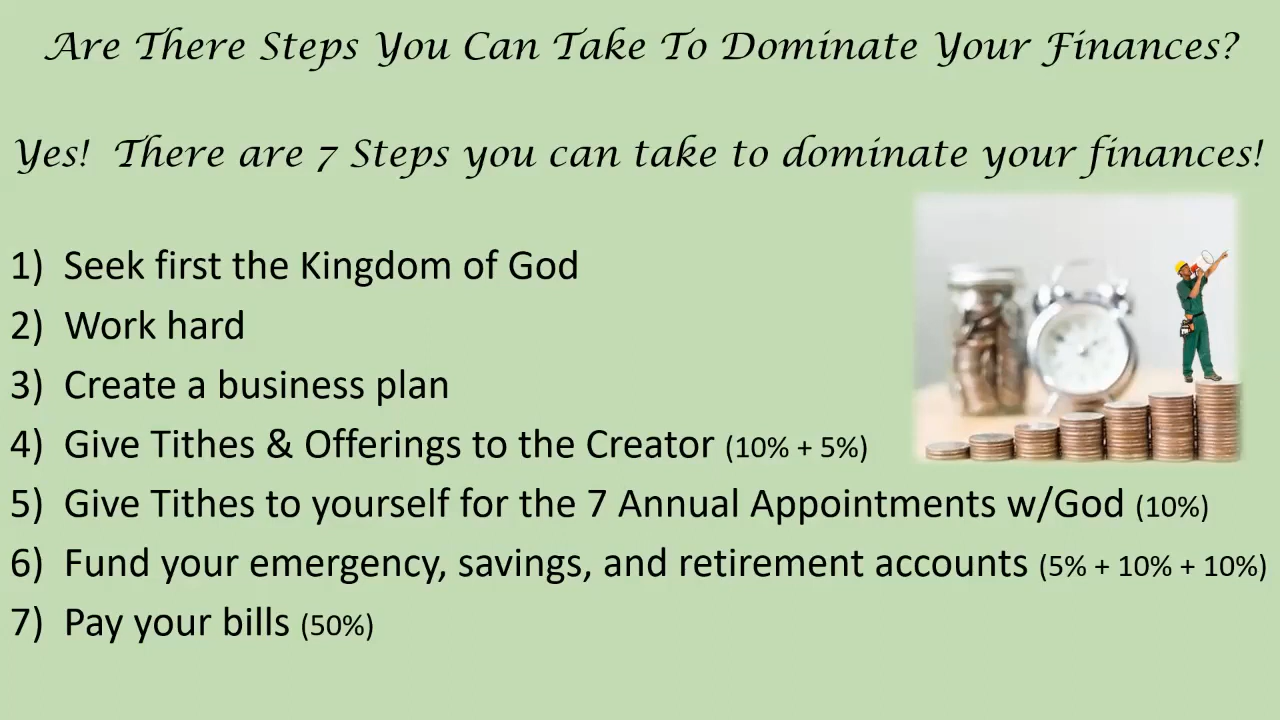 Are There Steps You Can Take To Dominate Your Finances?
Yes!  There are 7 Steps you can take to dominate your finances!
1)  Seek first the Kingdom of God
2)  Work hard
3)  Create a business plan
4)  Give Tithes & Offerings to the Creator (10% + 5%)
5)  Give Tithes to yourself for the 7 Annual Appointments w/God (10%)
6)  Fund your emergency, savings, and retirement accounts (5% + 10% + 10%)
7)  Pay your bills (50%)